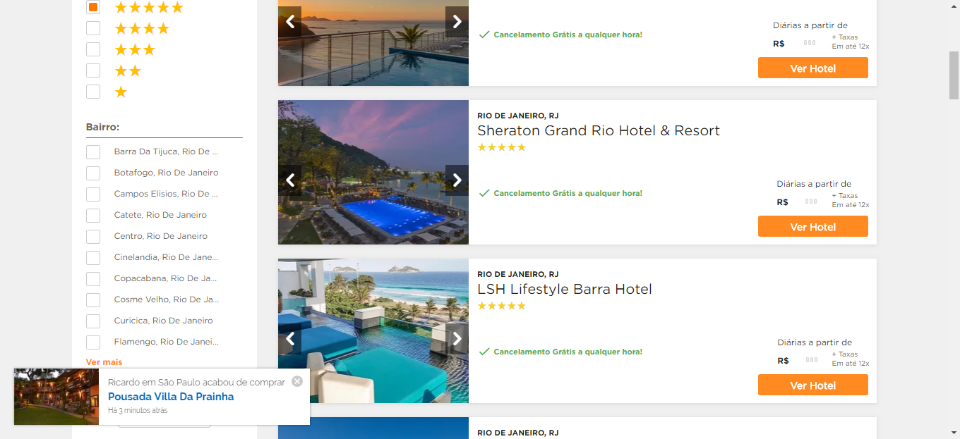 Bairro:
Barra Da Tijuca, Rio De ...
Botafogo, Rio De Janeiro
Campos Elisios, Rio De ...
Catete, Rio De Janeiro
Centro, Rio De Janeiro
Cinelandia, Rio De Jane...
Copacabana, Rio De Ja...
Cosme Velho, Rio De Ja...
Curicica, Rio De Janeiro
Flamengo, Rio De Janei...
Ver mais
Ricardo em São Paulo acabou de comprar
Pousada Villa Da Prainha
Há 3 minutos atrás
Cancelamento Grátis a qualquer hora!
Diárias a partir de
R$
+ Taxas
Em até 12x
Ver Hotel
RIO DE JANEIRO, RJ
Sheraton Grand Rio Hotel & Resort
Cancelamento Grátis a qualquer hora!
Diárias a partir de
R$
+ Taxas
Em até 12x
Ver Hotel
RIO DE JANEIRO, RJ
LSH Lifestyle Barra Hotel
Cancelamento Grátis a qualquer hora!
Diárias a partir de
R$
+ Taxas
Em até 12x
Ver Hotel
RIO DE JANEIRO, RJ